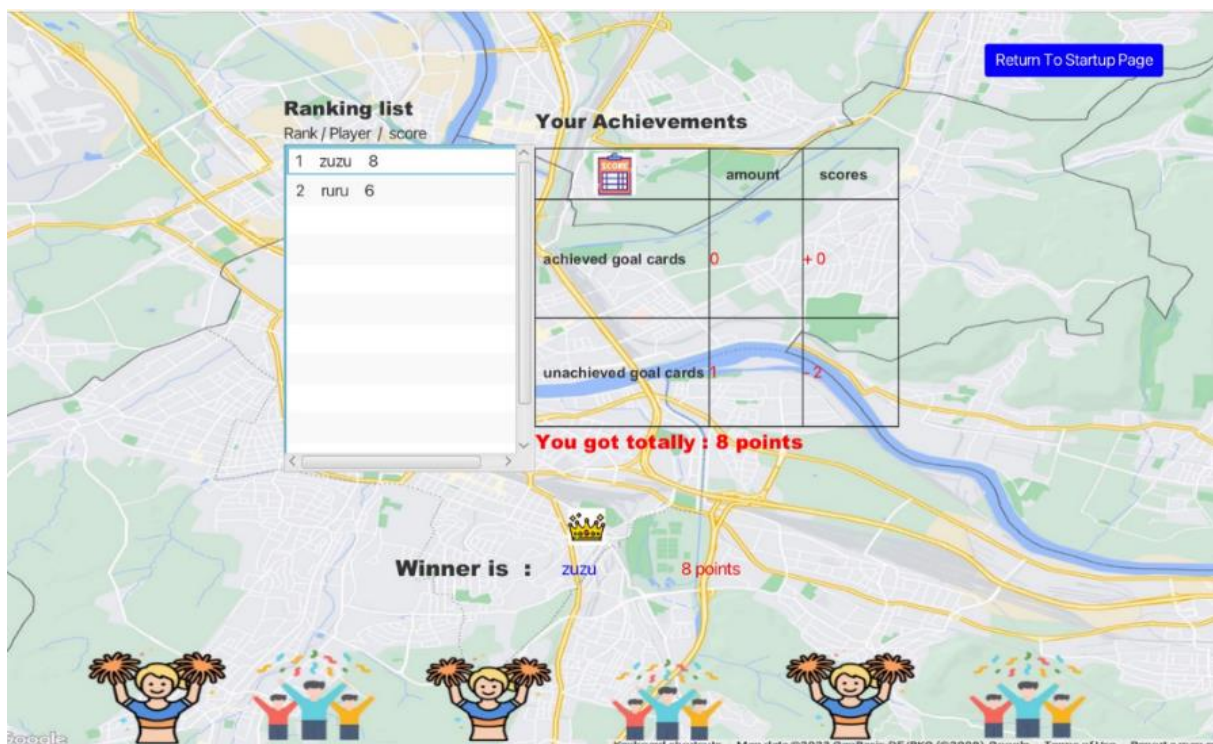 Return To Startup Page
Ranking list
Rank / Player / score
1 zuzu 8
2 ruru 6
Your Achievements
SCORE
amount scores
achieved goal cards 0 + 0
unachieved goal cards 1 - 2
You got totally : 8 points
Winner is : zuzu 8 points
Google